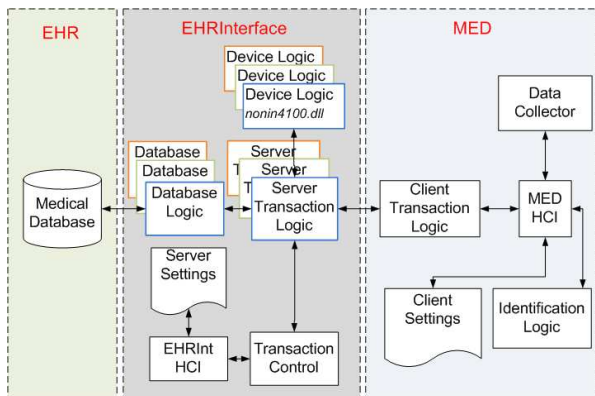 EHR
EHRInterface
MED
Device Logic
Device Logic
Device Logic
nonin4100.dll
Data
Collector
Database
Database
Database
Logic
Server
T
Server
T
Server
Transaction
Logic
Medical
Database
Client
Transaction
Logic
MED
HCI
Server
Settings
Client
Settings
Identification
Logic
EHRInt
HCI
Transaction
Control